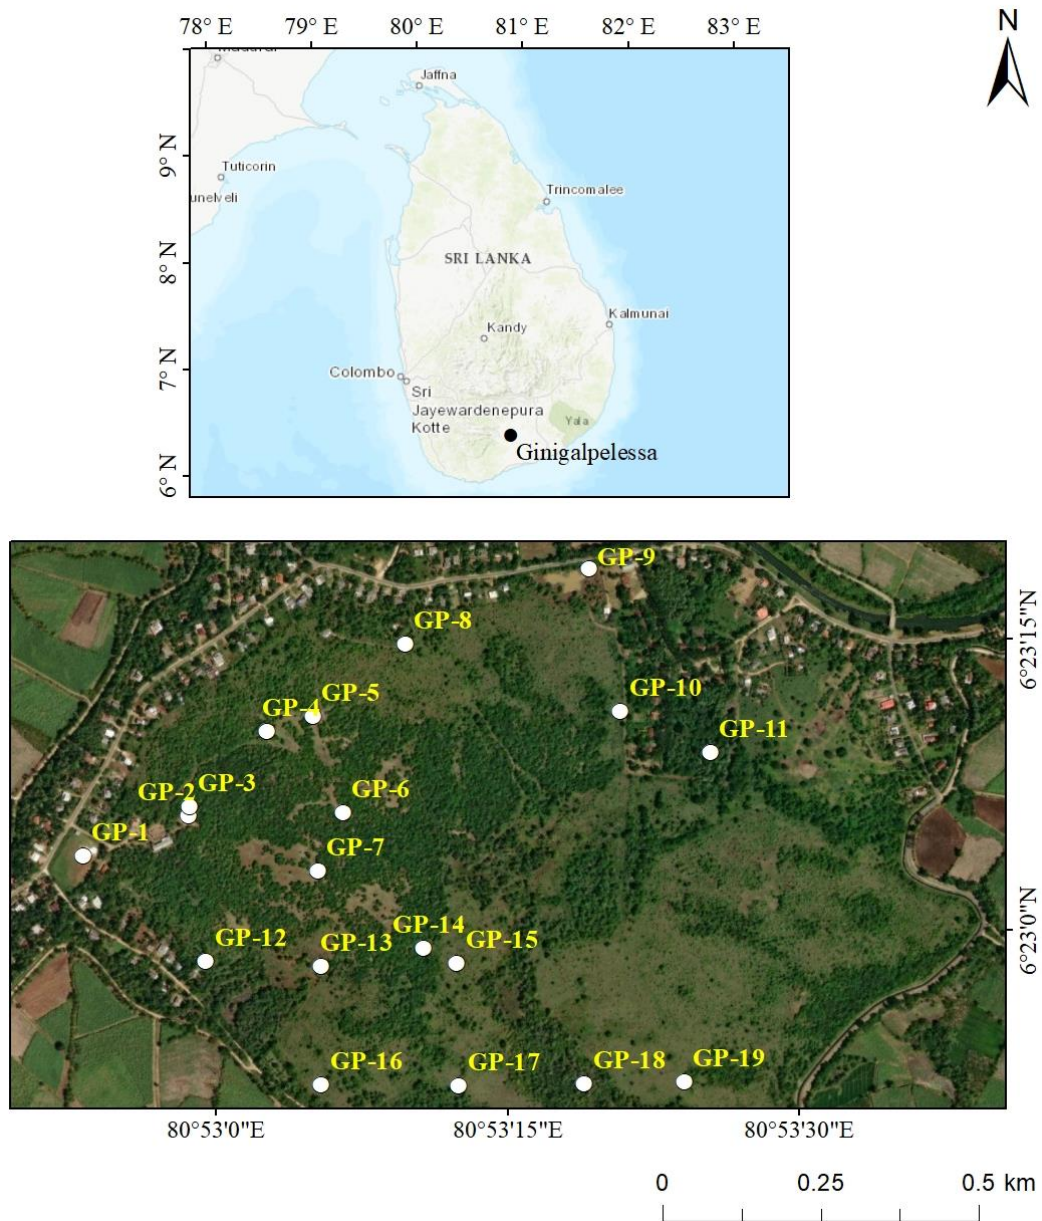 78° E 79° E 80° E 81° E 82° E 83° E
N
Jaffna
9° N
Tuticorin
unelveli
Trincomalee
8° N
SRI LANKA
Kalmunai
Kandy
7° N
Colombo
Sri
Jayewardenepura
Kotte
Yala
Ginigalpelessa
6° N
GP-9
GP-8
6°23'15"N
GP-10
GP-5
GP-4
GP-11
GP-3
GP-2
GP-6
GP-1
GP-7
GP-14
GP-12
GP-13
GP-15
6°23'0"N
GP-16
GP-17
GP-18
GP-19
80°53'0"E 80°53'15"E 80°53'30"E
0 0.25 0.5 km